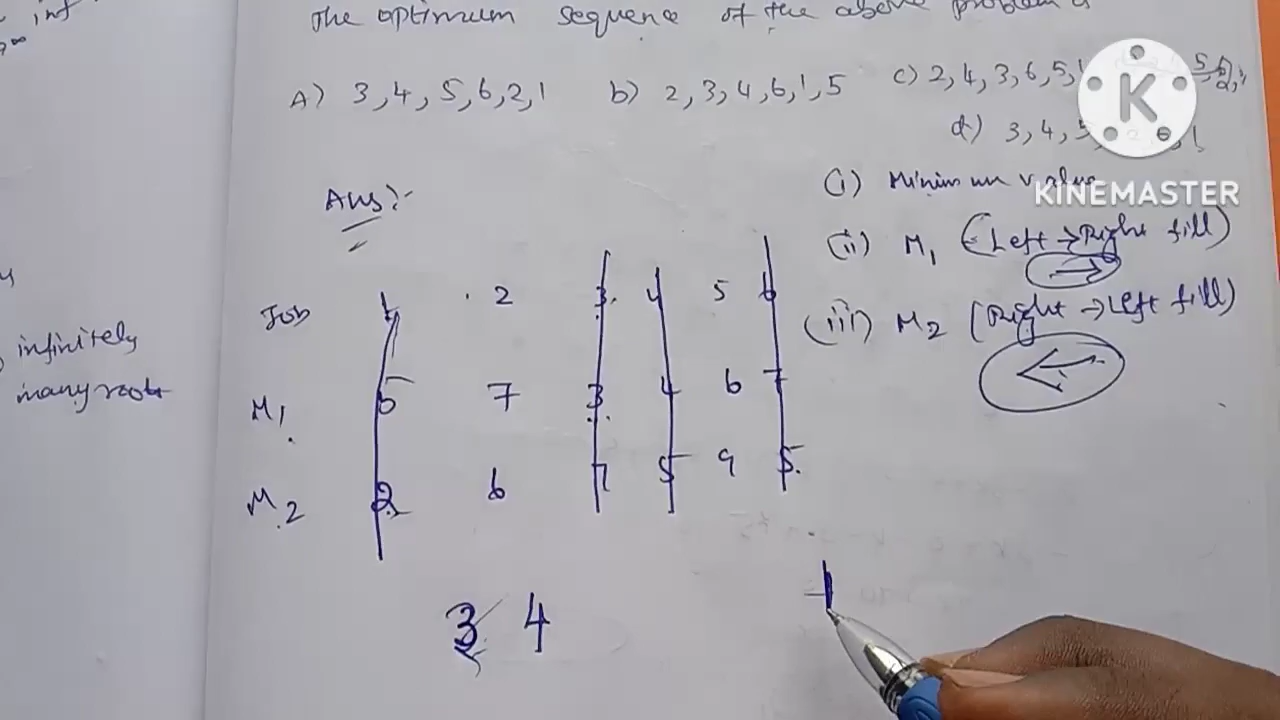 The optimum sequence of the above problem
A) 3,4,5,6,2,1 b) 2,3,4,6,1,5 c) 2,4,3,6,5,1
d) 3,4,5,
Ans:-
(i) Minimum value
KINEMASTER
(ii) M1 (Left → Right fill)
(iii) M2 (Right → Left fill)
Job 1 2 3 4 5 6
M1 5 7 3 4 6 7
M2 2 6 7 5 9 5
3 4 1
infinitely
many root
K